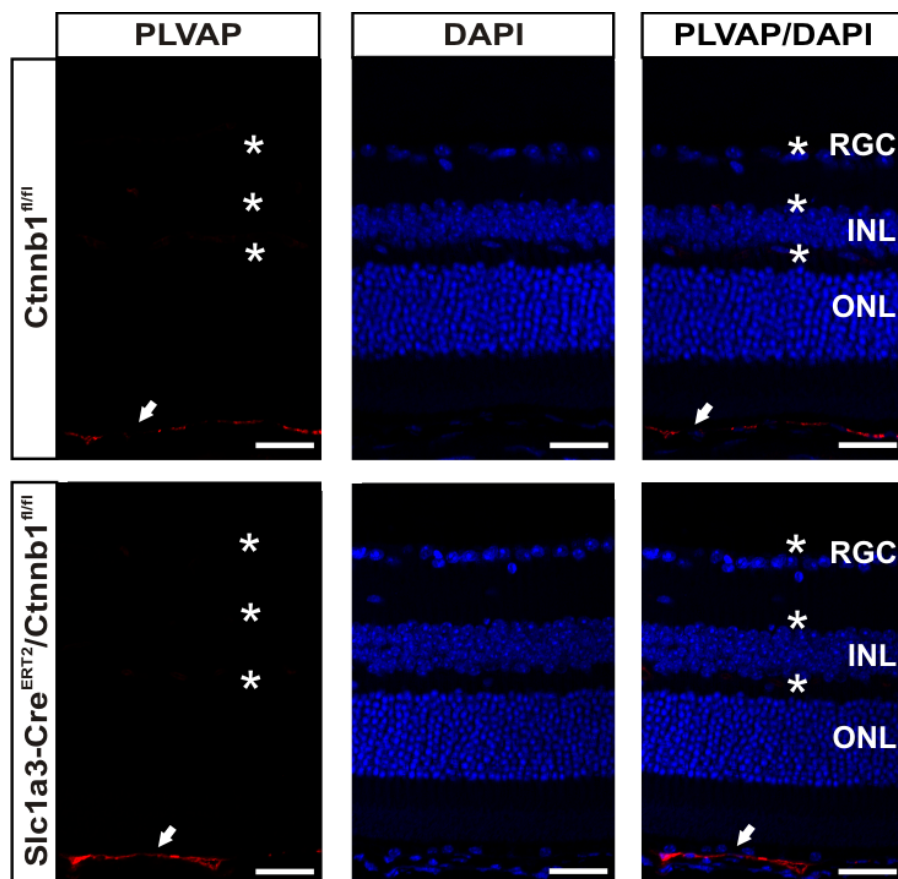 PLVAP
DAPI
PLVAP/DAPI
Ctnnb1fl/fl
*
*
*
*
RGC
*
INL
*
ONL
Slc1a3-CreERT2/Ctnnb1fl/fl
*
*
*
*
RGC
*
INL
*
ONL